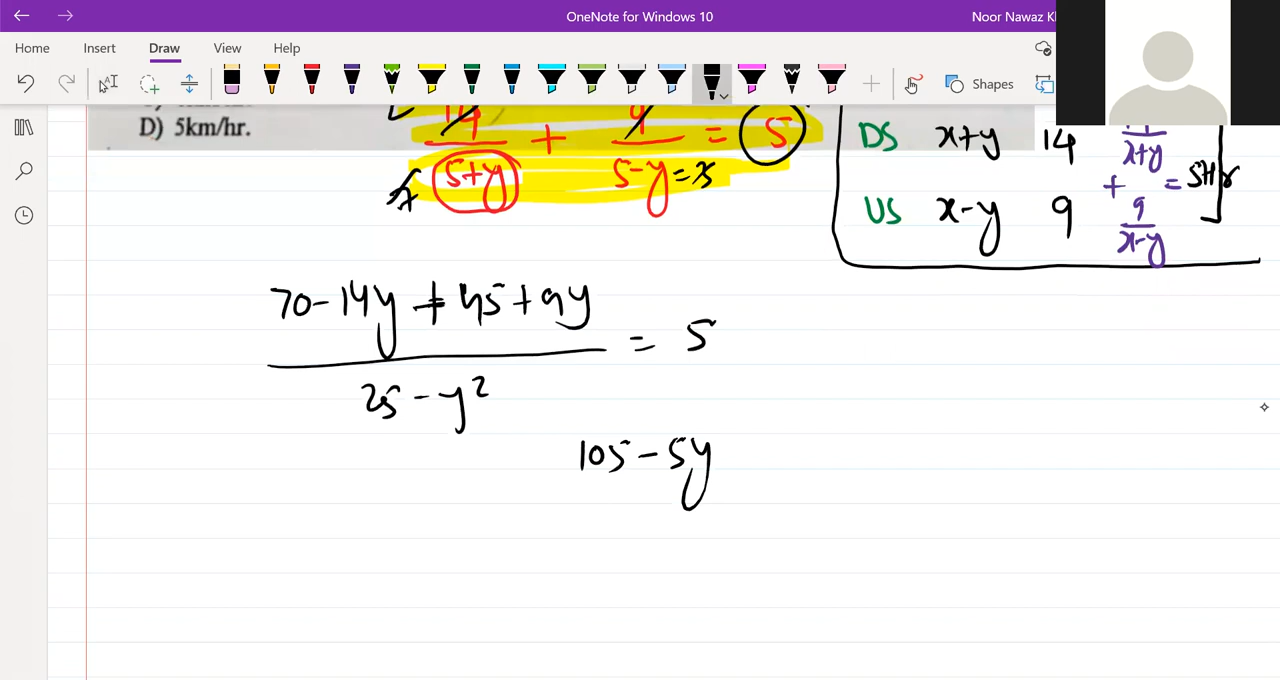 OneNote for Windows 10
Noor Nawaz Kh
Home Insert Draw View Help
Shapes
D) 5km/hr.
14/(5+y) + 9/(5-y) = 5
DS x+y 14 /(x+y)
+ = 5Hr
US x-y 9 9/(x-y)
(70-14y+45+9y)/(25-y²) = 5
105-5y